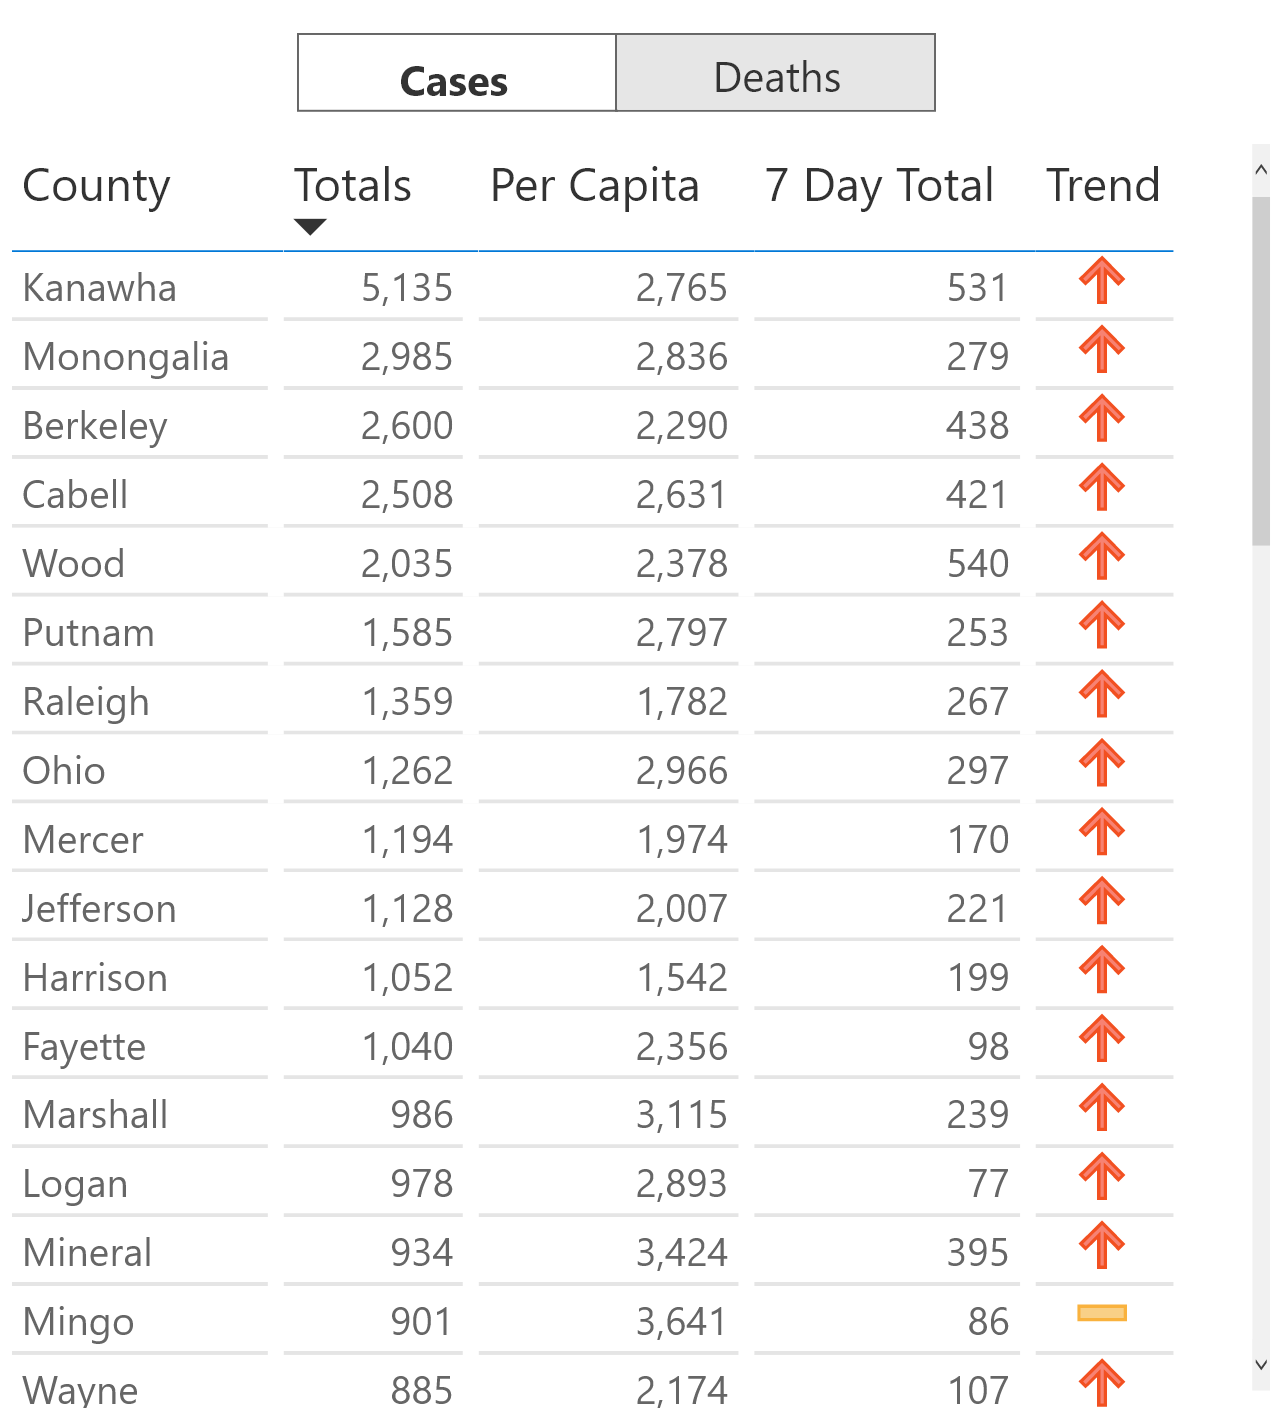 Cases Deaths
County Totals Per Capita 7 Day Total Trend
Kanawha 5,135 2,765 531
Monongalia 2,985 2,836 279
Berkeley 2,600 2,290 438
Cabell 2,508 2,631 421
Wood 2,035 2,378 540
Putnam 1,585 2,797 253
Raleigh 1,359 1,782 267
Ohio 1,262 2,966 297
Mercer 1,194 1,974 170
Jefferson 1,128 2,007 221
Harrison 1,052 1,542 199
Fayette 1,040 2,356 98
Marshall 986 3,115 239
Logan 978 2,893 77
Mineral 934 3,424 395
Mingo 901 3,641 86
Wayne 885 2,174 107